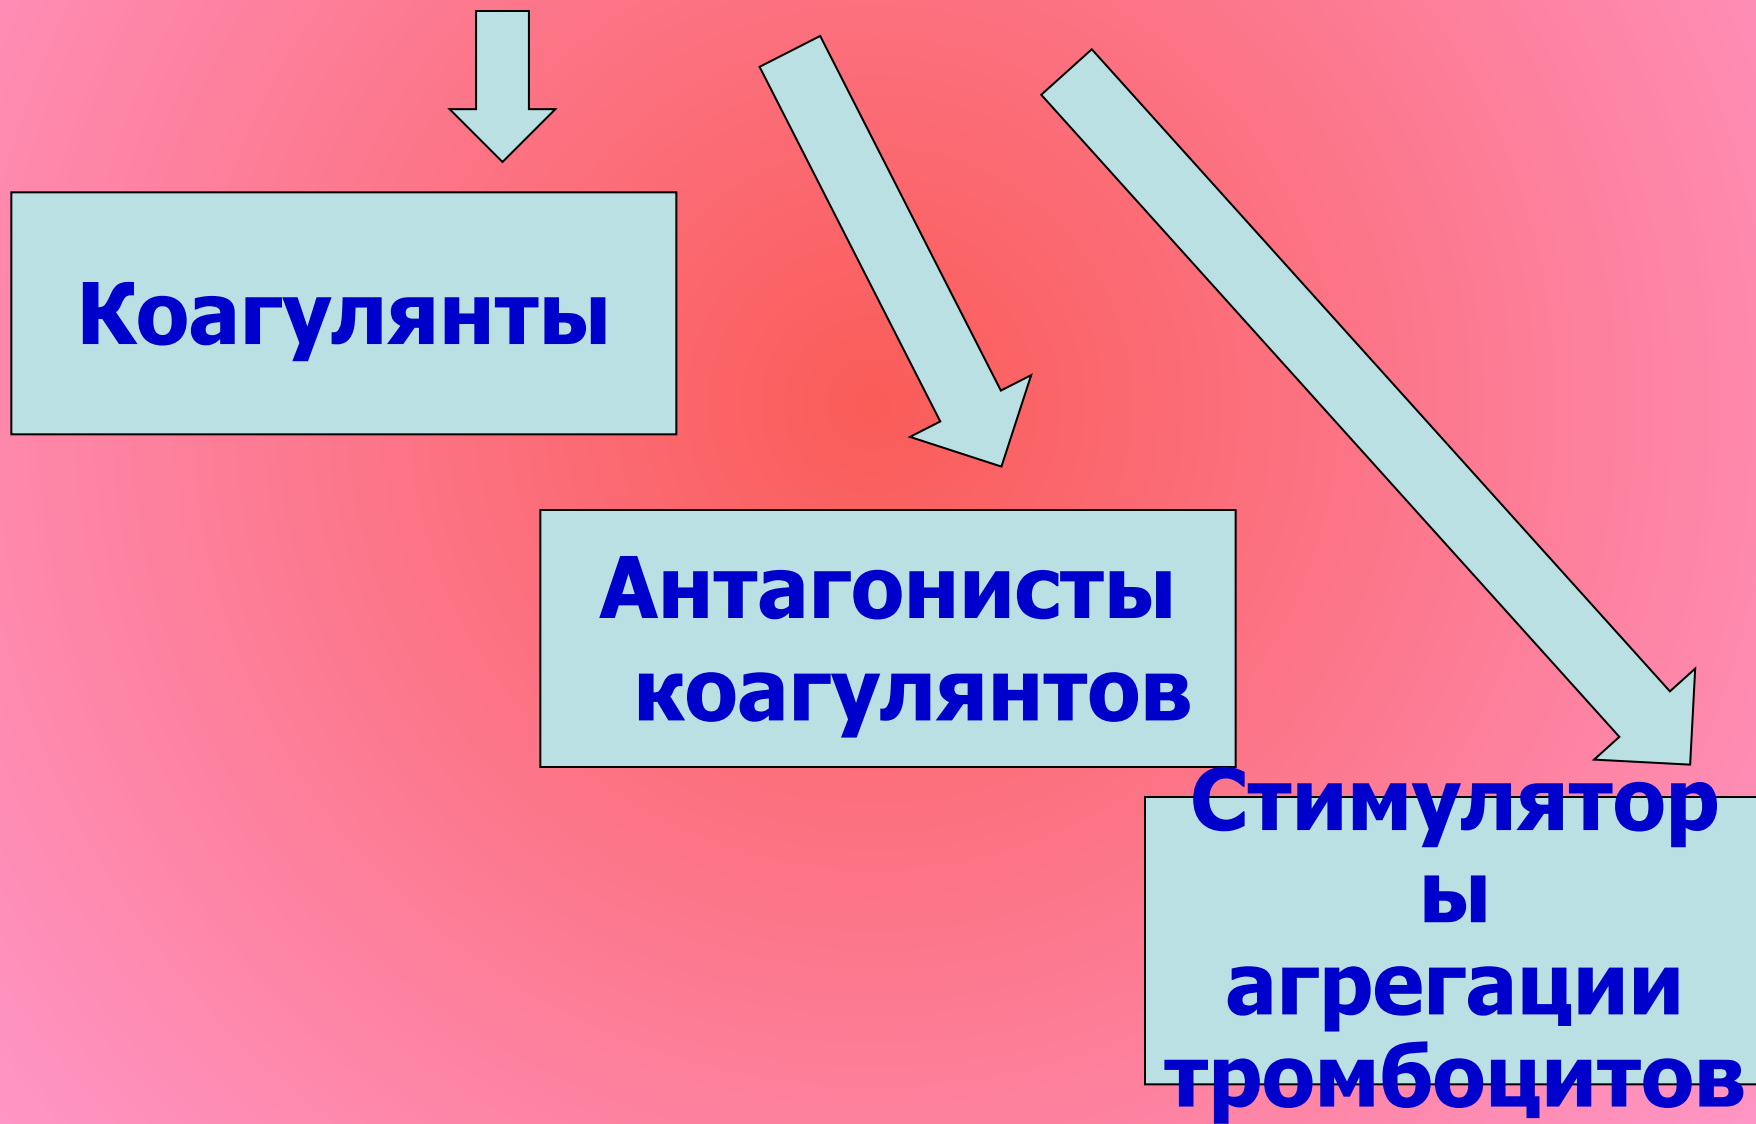 Коагулянты
Антагонисты
коагулянтов
Стимулятор
ы
агрегации
тромбоцитов